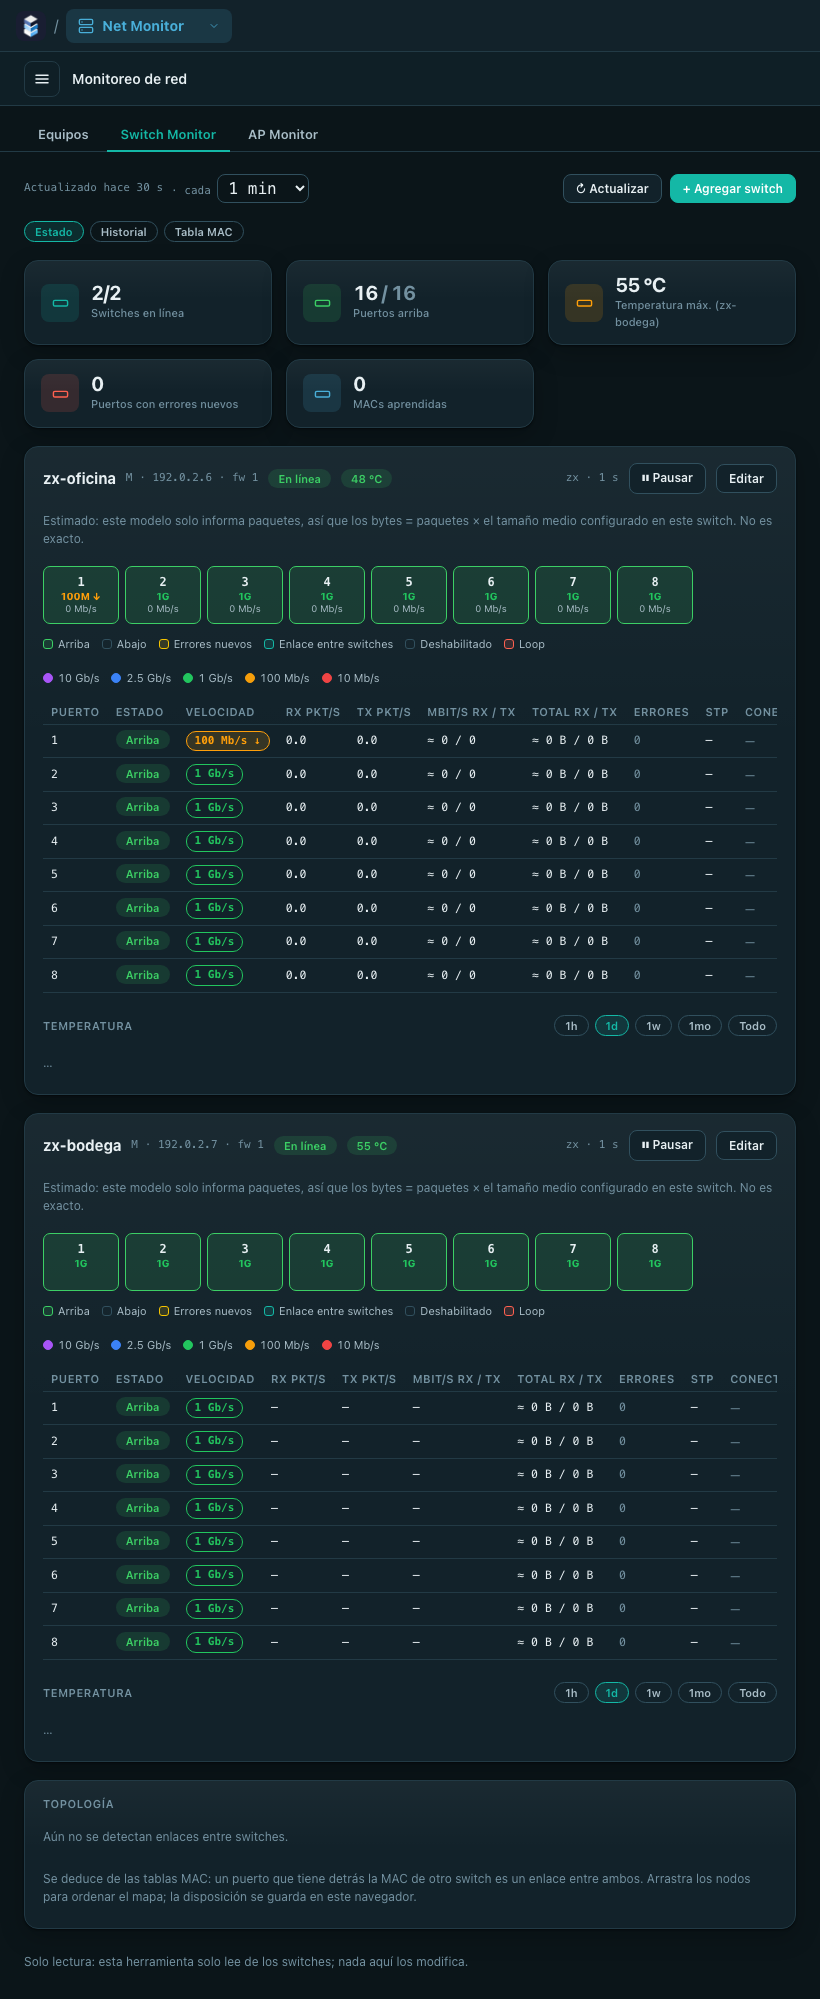 / Net Monitor
Monitoreo de red
Equipos Switch Monitor AP Monitor
Actualizado hace 30 s · cada 1 min ↻ Actualizar + Agregar switch
Estado Historial Tabla MAC
2/2
Switches en línea
16 / 16
Puertos arriba
55 °C
Temperatura máx. (zx-
bodega)
0
Puertos con errores nuevos
0
MACs aprendidas
zx-oficina M · 192.0.2.6 · fw 1 En línea 48 °C zx · 1 s Pausar Editar
Estimado: este modelo solo informa paquetes, así que los bytes = paquetes × el tamaño medio configurado en este switch. No es
exacto.
1 2 3 4 5 6 7 8
100M ↓ 1G 1G 1G 1G 1G 1G 1G
0 Mb/s 0 Mb/s 0 Mb/s 0 Mb/s 0 Mb/s 0 Mb/s 0 Mb/s 0 Mb/s
Arriba Abajo Errores nuevos Enlace entre switches Deshabilitado Loop
10 Gb/s 2.5 Gb/s 1 Gb/s 100 Mb/s 10 Mb/s
PUERTO ESTADO VELOCIDAD RX PKT/S TX PKT/S MBIT/S RX / TX TOTAL RX / TX ERRORES STP CONE
1 Arriba 100 Mb/s ↓ 0.0 0.0 ≈ 0 / 0 ≈ 0 B / 0 B 0 — —
2 Arriba 1 Gb/s 0.0 0.0 ≈ 0 / 0 ≈ 0 B / 0 B 0 — —
3 Arriba 1 Gb/s 0.0 0.0 ≈ 0 / 0 ≈ 0 B / 0 B 0 — —
4 Arriba 1 Gb/s 0.0 0.0 ≈ 0 / 0 ≈ 0 B / 0 B 0 — —
5 Arriba 1 Gb/s 0.0 0.0 ≈ 0 / 0 ≈ 0 B / 0 B 0 — —
6 Arriba 1 Gb/s 0.0 0.0 ≈ 0 / 0 ≈ 0 B / 0 B 0 — —
7 Arriba 1 Gb/s 0.0 0.0 ≈ 0 / 0 ≈ 0 B / 0 B 0 — —
8 Arriba 1 Gb/s 0.0 0.0 ≈ 0 / 0 ≈ 0 B / 0 B 0 — —
TEMPERATURA 1h 1d 1w 1mo Todo
...
zx-bodega M · 192.0.2.7 · fw 1 En línea 55 °C zx · 1 s Pausar Editar
Estimado: este modelo solo informa paquetes, así que los bytes = paquetes × el tamaño medio configurado en este switch. No es
exacto.
1 2 3 4 5 6 7 8
1G 1G 1G 1G 1G 1G 1G 1G
Arriba Abajo Errores nuevos Enlace entre switches Deshabilitado Loop
10 Gb/s 2.5 Gb/s 1 Gb/s 100 Mb/s 10 Mb/s
PUERTO ESTADO VELOCIDAD RX PKT/S TX PKT/S MBIT/S RX / TX TOTAL RX / TX ERRORES STP CONECT
1 Arriba 1 Gb/s — — — ≈ 0 B / 0 B 0 — —
2 Arriba 1 Gb/s — — — ≈ 0 B / 0 B 0 — —
3 Arriba 1 Gb/s — — — ≈ 0 B / 0 B 0 — —
4 Arriba 1 Gb/s — — — ≈ 0 B / 0 B 0 — —
5 Arriba 1 Gb/s — — — ≈ 0 B / 0 B 0 — —
6 Arriba 1 Gb/s — — — ≈ 0 B / 0 B 0 — —
7 Arriba 1 Gb/s — — — ≈ 0 B / 0 B 0 — —
8 Arriba 1 Gb/s — — — ≈ 0 B / 0 B 0 — —
TEMPERATURA 1h 1d 1w 1mo Todo
...
TOPOLOGÍA
Aún no se detectan enlaces entre switches.
Se deduce de las tablas MAC: un puerto que tiene detrás la MAC de otro switch es un enlace entre ambos. Arrastra los nodos
para ordenar el mapa; la disposición se guarda en este navegador.
Solo lectura: esta herramienta solo lee de los switches; nada aquí los modifica.